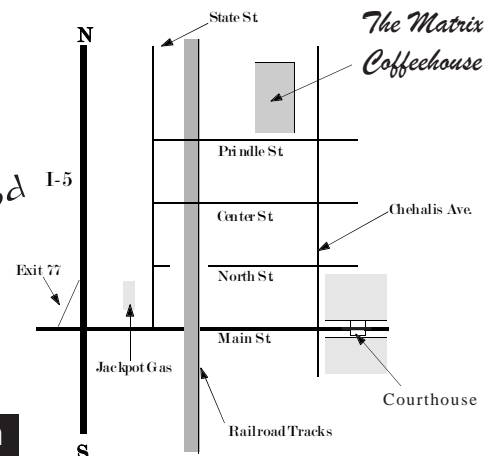 State St.
The Matrix
Coffeehouse
N
Prindle St.
I-5
od
Center St.
Chehalis Ave.
Exit 77
North St.
Main St.
Jackpot Gas
Courthouse
Railroad Tracks
S